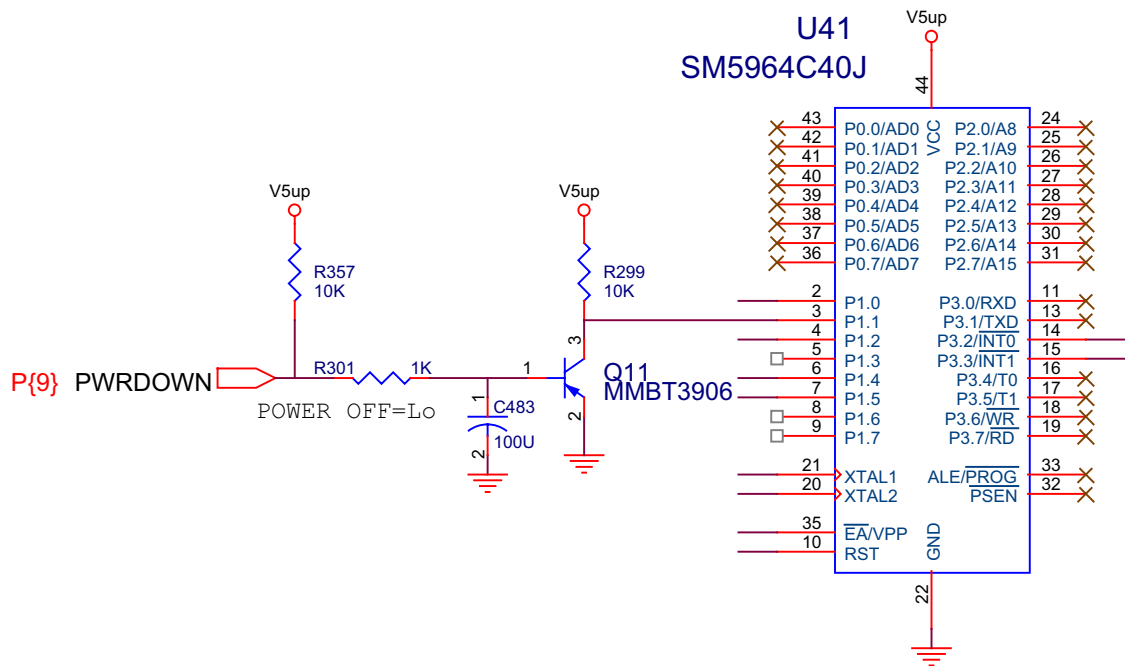 U41
SM5964C40J
V5up
44
VCC
43 P0.0/AD0 P2.0/A8 24
42 P0.1/AD1 P2.1/A9 25
41 P0.2/AD2 P2.2/A10 26
40 P0.3/AD3 P2.3/A11 27
39 P0.4/AD4 P2.4/A12 28
38 P0.5/AD5 P2.5/A13 29
37 P0.6/AD6 P2.6/A14 30
36 P0.7/AD7 P2.7/A15 31
2 P1.0 P3.0/RXD 11
3 P1.1 P3.1/TXD 13
4 P1.2 P3.2/INT0 14
5 P1.3 P3.3/INT1 15
6 P1.4 P3.4/T0 16
7 P1.5 P3.5/T1 17
8 P1.6 P3.6/WR 18
9 P1.7 P3.7/RD 19
21 XTAL1 ALE/PROG 33
20 XTAL2 PSEN 32
35 EA/VPP
10 RST
GND
22
V5up
R357
10K
V5up
R299
10K
P{9} PWRDOWN
R301 1K
POWER OFF=Lo
1
C483
100U
2
1
3
2
Q11
MMBT3906